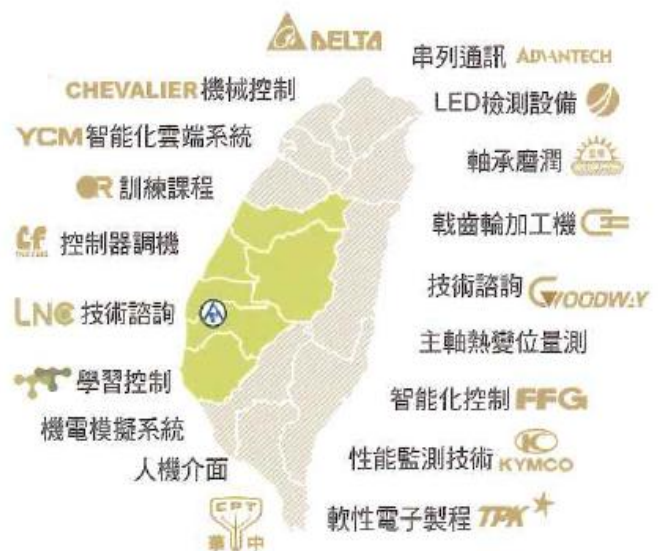 DELTA
串列通訊 ADVANTECH
CHEVALIER 機械控制
LED檢測設備
YCM 智能化雲端系統
軸承磨潤
OR 訓練課程
戟齒輪加工機
控制器調機
技術諮詢 GOODWAY
LNC 技術諮詢
主軸熱變位量測
學習控制
智能化控制 FFG
機電模擬系統
性能監測技術 KYMCO
人機介面
軟性電子製程 TPK
CPT
華中